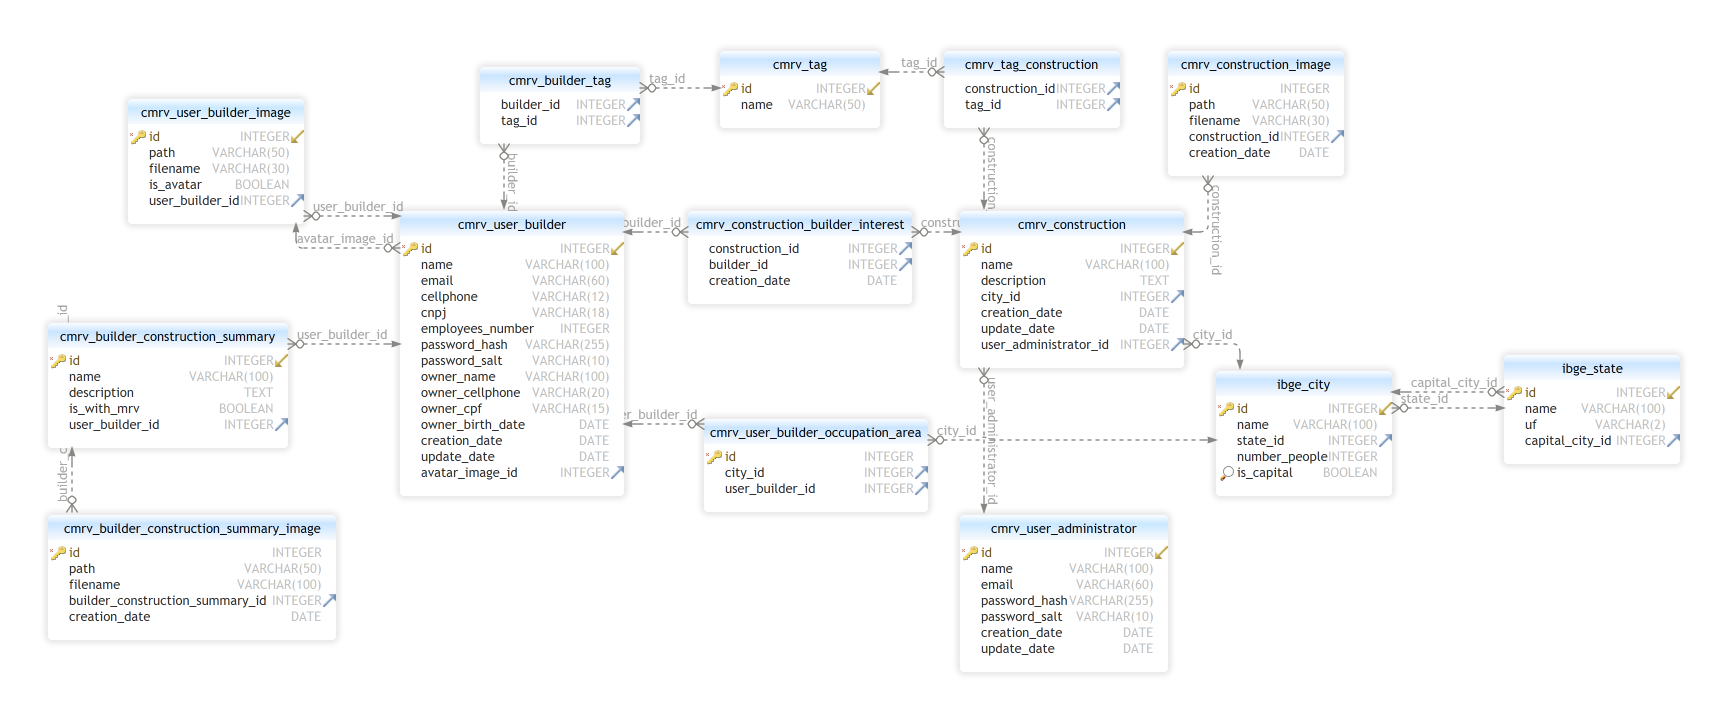 cmrv_user_builder_image
id INTEGER
path VARCHAR(50)
filename VARCHAR(30)
is_avatar BOOLEAN
user_builder_id INTEGER
cmrv_builder_tag
builder_id INTEGER
tag_id INTEGER
tag_id
cmrv_tag
id INTEGER
name VARCHAR(50)
tag_id
cmrv_tag_construction
construction_id INTEGER
tag_id INTEGER
cmrv_construction_image
id INTEGER
path VARCHAR(50)
filename VARCHAR(30)
construction_id INTEGER
creation_date DATE
user_builder_id
avatar_image_id
builder_id
construction
construction_id
cmrv_user_builder
id INTEGER
name VARCHAR(100)
email VARCHAR(60)
cellphone VARCHAR(12)
cnpj VARCHAR(18)
employees_number INTEGER
password_hash VARCHAR(255)
password_salt VARCHAR(10)
owner_name VARCHAR(100)
owner_cellphone VARCHAR(20)
owner_cpf VARCHAR(15)
owner_birth_date DATE
creation_date DATE
update_date DATE
avatar_image_id INTEGER
builder_id
cmrv_construction_builder_interest
construction_id INTEGER
builder_id INTEGER
creation_date DATE
constru
cmrv_construction
id INTEGER
name VARCHAR(100)
description TEXT
city_id INTEGER
creation_date DATE
update_date DATE
user_administrator_id INTEGER
city_id
cmrv_builder_construction_summary
id INTEGER
name VARCHAR(100)
description TEXT
is_with_mrv BOOLEAN
user_builder_id INTEGER
user_builder_id
builder_c
cmrv_builder_construction_summary_image
id INTEGER
path VARCHAR(50)
filename VARCHAR(100)
builder_construction_summary_id INTEGER
creation_date DATE
er_builder_id
cmrv_user_builder_occupation_area
id INTEGER
city_id INTEGER
user_builder_id INTEGER
city_id
user_administrator_id
cmrv_user_administrator
id INTEGER
name VARCHAR(100)
email VARCHAR(60)
password_hash VARCHAR(255)
password_salt VARCHAR(10)
creation_date DATE
update_date DATE
ibge_city
id INTEGER
name VARCHAR(100)
state_id INTEGER
number_people INTEGER
is_capital BOOLEAN
capital_city_id
state_id
ibge_state
id INTEGER
name VARCHAR(100)
uf VARCHAR(2)
capital_city_id INTEGER